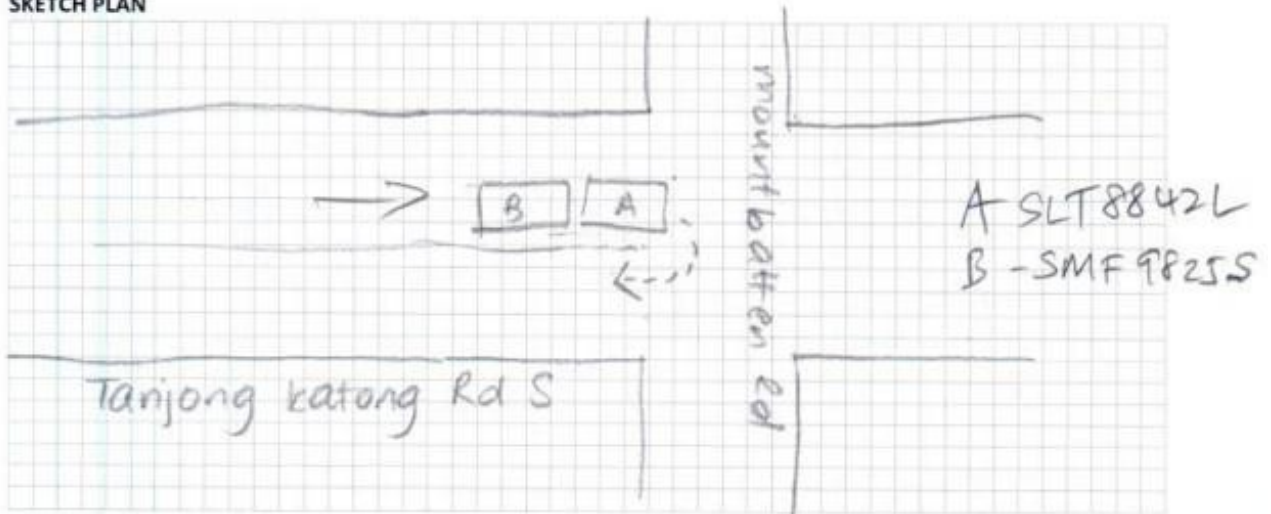 SKETCH PLAN
mountbatten Rd
B
A
A-SLT8842L
B-SMF9825S
Tanjong katong Rd S